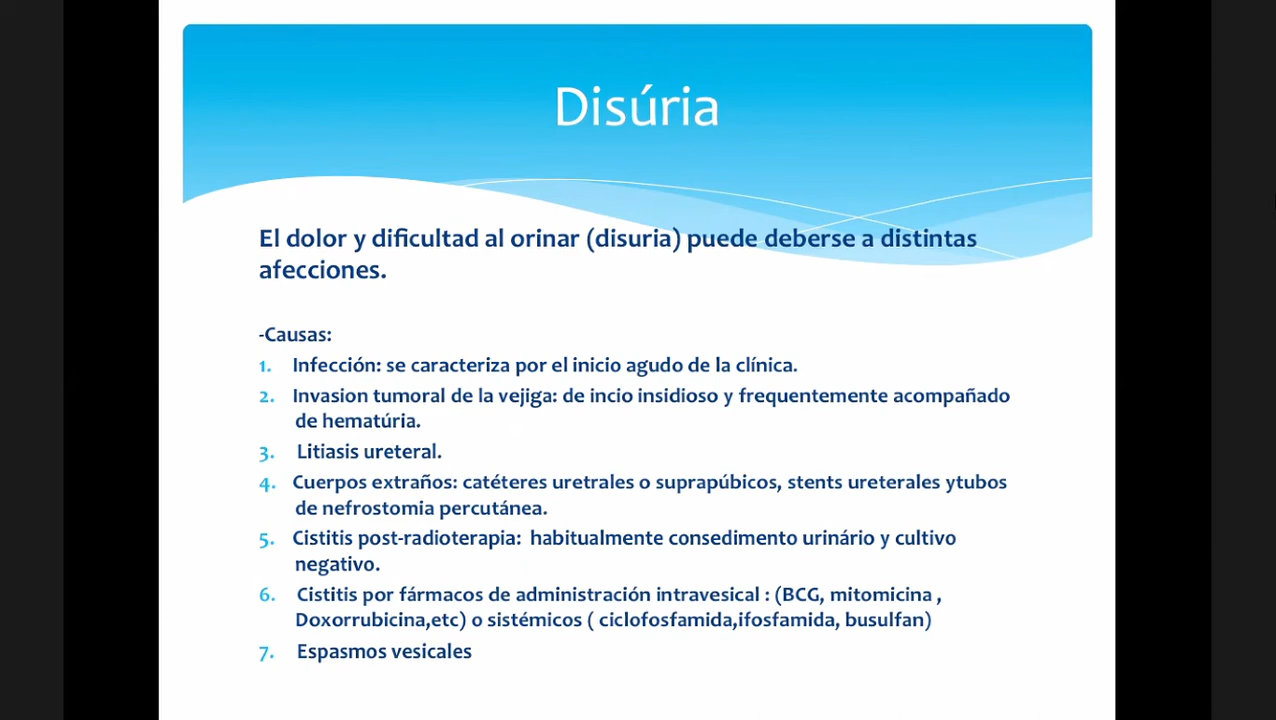 Disúria
El dolor y dificultad al orinar (disuria) puede deberse a distintas
afecciones.
-Causas:
1. Infección: se caracteriza por el inicio agudo de la clínica.
2. Invasion tumoral de la vejiga: de incio insidioso y frequentemente acompañado
de hematúria.
3. Litiasis ureteral.
4. Cuerpos extraños: catéteres uretrales o suprapúbicos, stents ureterales ytubos
de nefrostomia percutánea.
5. Cistitis post-radioterapia: habitualmente consedimento urinário y cultivo
negativo.
6. Cistitis por fármacos de administración intravesical : (BCG, mitomicina ,
Doxorrubicina,etc) o sistémicos ( ciclofosfamida,ifosfamida, busulfan)
7. Espasmos vesicales